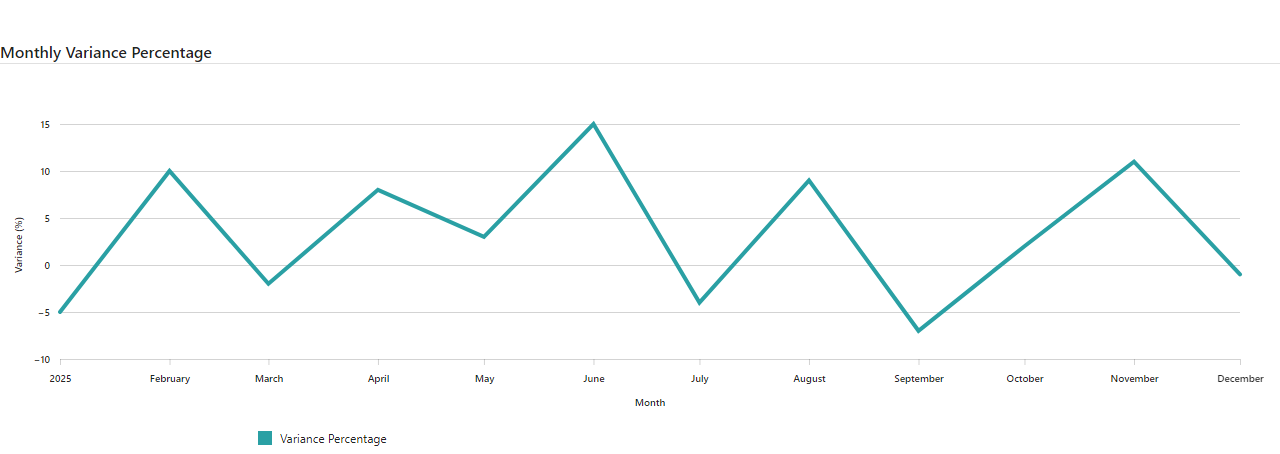 Monthly Variance Percentage
15
10
5
0
−5
−10
Variance (%)
2025 February March April May June July August September October November December
Month
Variance Percentage